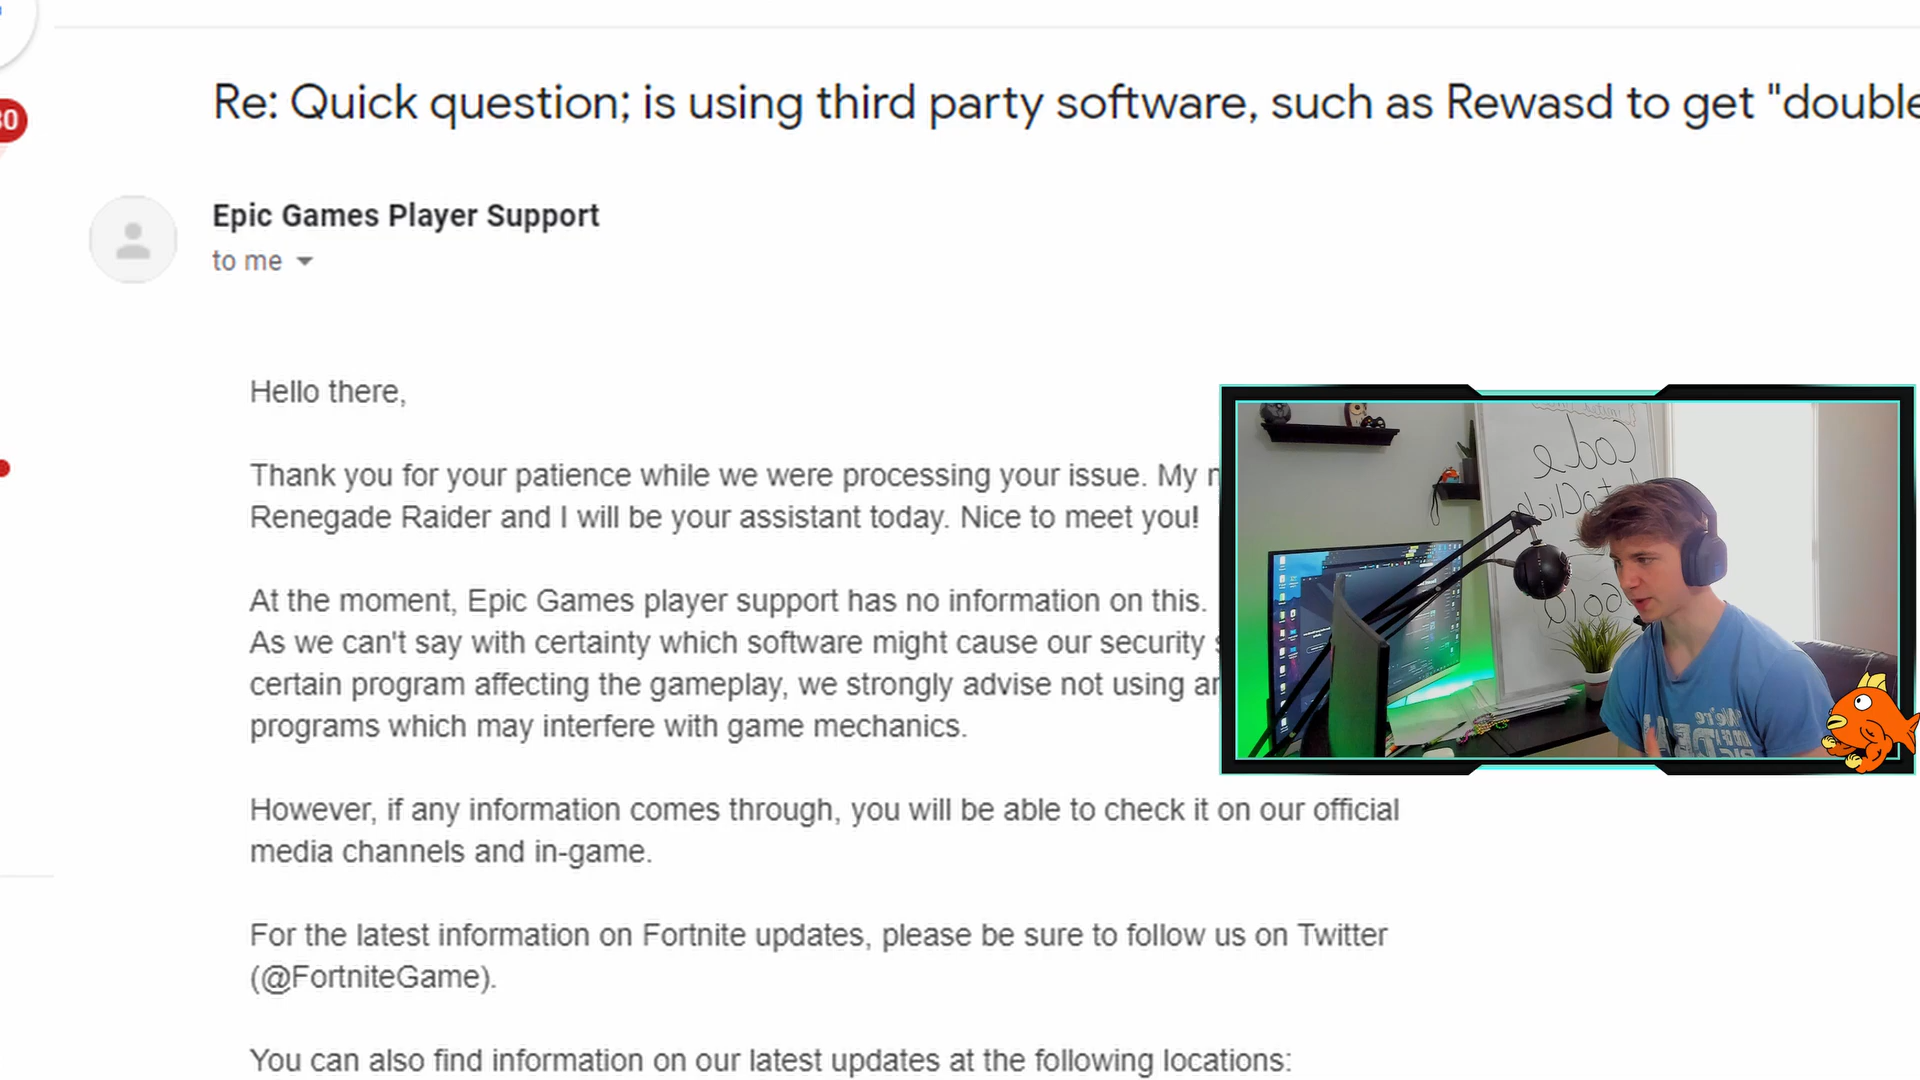 30
Re: Quick question; is using third party software, such as Rewasd to get "double
Epic Games Player Support
to me
Hello there,
Thank you for your patience while we were processing your issue. My
Renegade Raider and I will be your assistant today. Nice to meet you!
At the moment, Epic Games player support has no information on this.
As we can't say with certainty which software might cause our security
certain program affecting the gameplay, we strongly advise not using
programs which may interfere with game mechanics.
However, if any information comes through, you will be able to check it on our official
media channels and in-game.
For the latest information on Fortnite updates, please be sure to follow us on Twitter
(@FortniteGame).
You can also find information on our latest updates at the following locations:
Code
We're